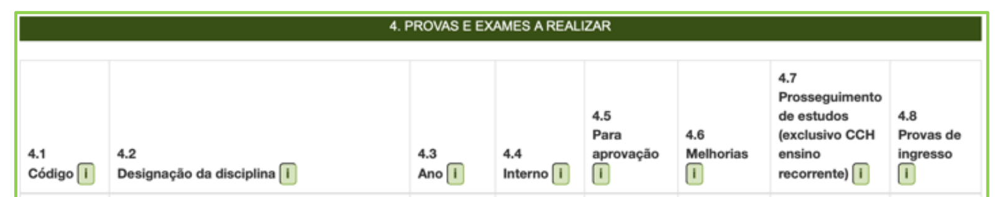 4. PROVAS E EXAMES A REALIZAR
4.1
Código i
4.2
Designação da disciplina i
4.3
Ano i
4.4
Interno i
4.5
Para
aprovação
i
4.6
Melhorias
i
4.7
Prosseguimento
de estudos
(exclusivo CCH
ensino
recorrente) i
4.8
Provas de
ingresso
i